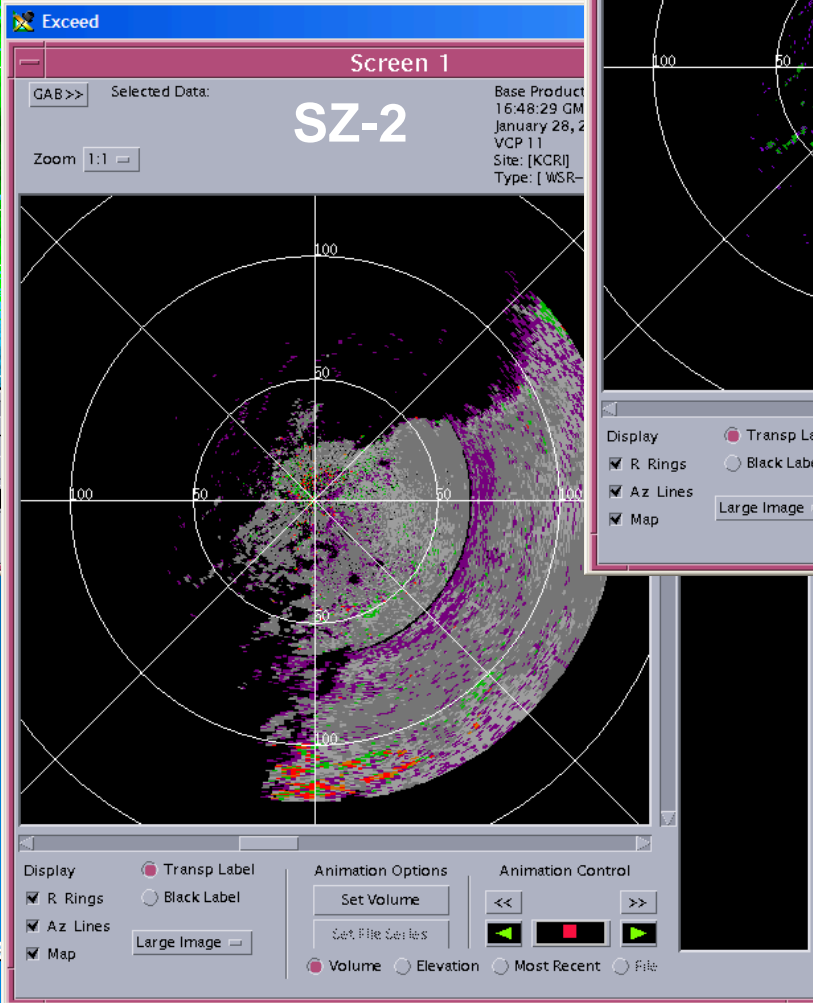 Exceed
Screen 1
GAB>> Selected Data:
SZ-2
Base Product
16:48:29 GM
January 28, 2
VCP 11
Site: [KCRI]
Type: [ WSR-
Zoom 1:1
100
50
100
50
50
100
50
100
Display
R Rings
Az Lines
Map
Transp Label
Black Label
Large Image
Animation Options
Set Volume
Set File Series
Animation Control
<< >>
Volume Elevation Most Recent File
100
50
Display
R Rings
Az Lines
Map
Transp La
Black Labe
Large Image